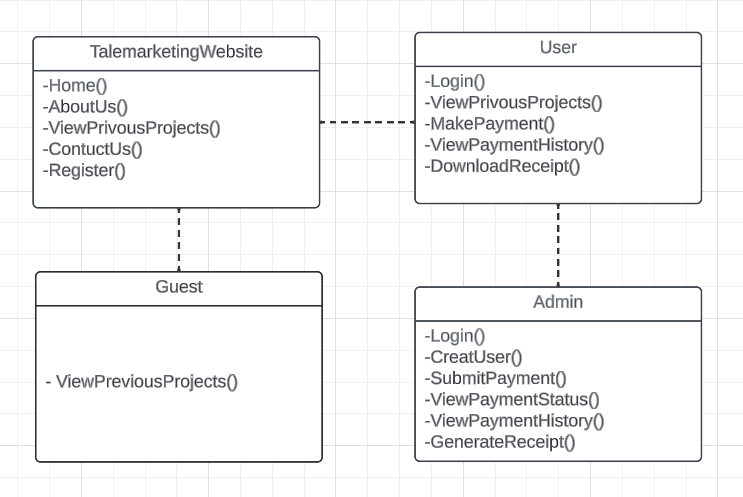 TalemarketingWebsite
-Home()
-AboutUs()
-ViewPrivousProjects()
-ContuctUs()
-Register()
User
-Login()
-ViewPrivousProjects()
-MakePayment()
-ViewPaymentHistory()
-DownloadReceipt()
Guest
- ViewPreviousProjects()
Admin
-Login()
-CreatUser()
-SubmitPayment()
-ViewPaymentStatus()
-ViewPaymentHistory()
-GenerateReceipt()